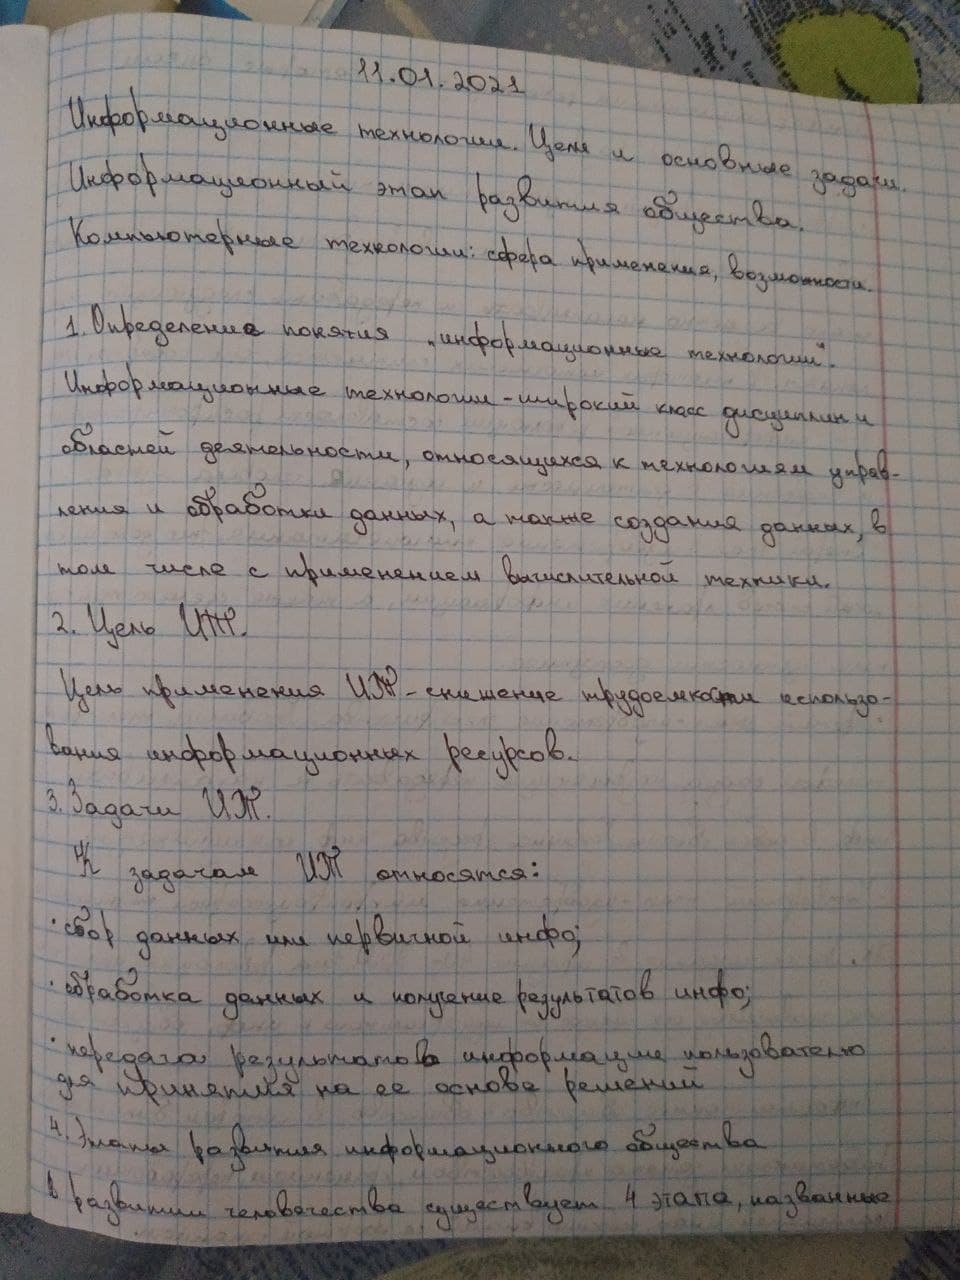 11.01.2021
Информационные технологии. Цели и основные задачи.
Информационный этап развития общества.
Компьютерные технологии: сфера применения, возможности.
1. Определение понятия „информационные технологии“.
Информационные технологии - широкий класс дисциплин и
областей деятельности, относящихся к технологиям управ-
ления и обработки данных, а также создания данных, в
том числе с применением вычислительной техники.
2. Цель ИТ.
Цель применения ИТ - снижение трудоемкости использо-
вания информационных ресурсов.
3. Задачи ИТ.
К задачам ИТ относятся:
· сбор данных или первичной инфо;
· обработка данных и получение результатов инфо;
· передача результатов информации пользователю
для принятия на ее основе решений
4. Этапы развития информационного общества
В развитии человечества существует 4 этапа, названные